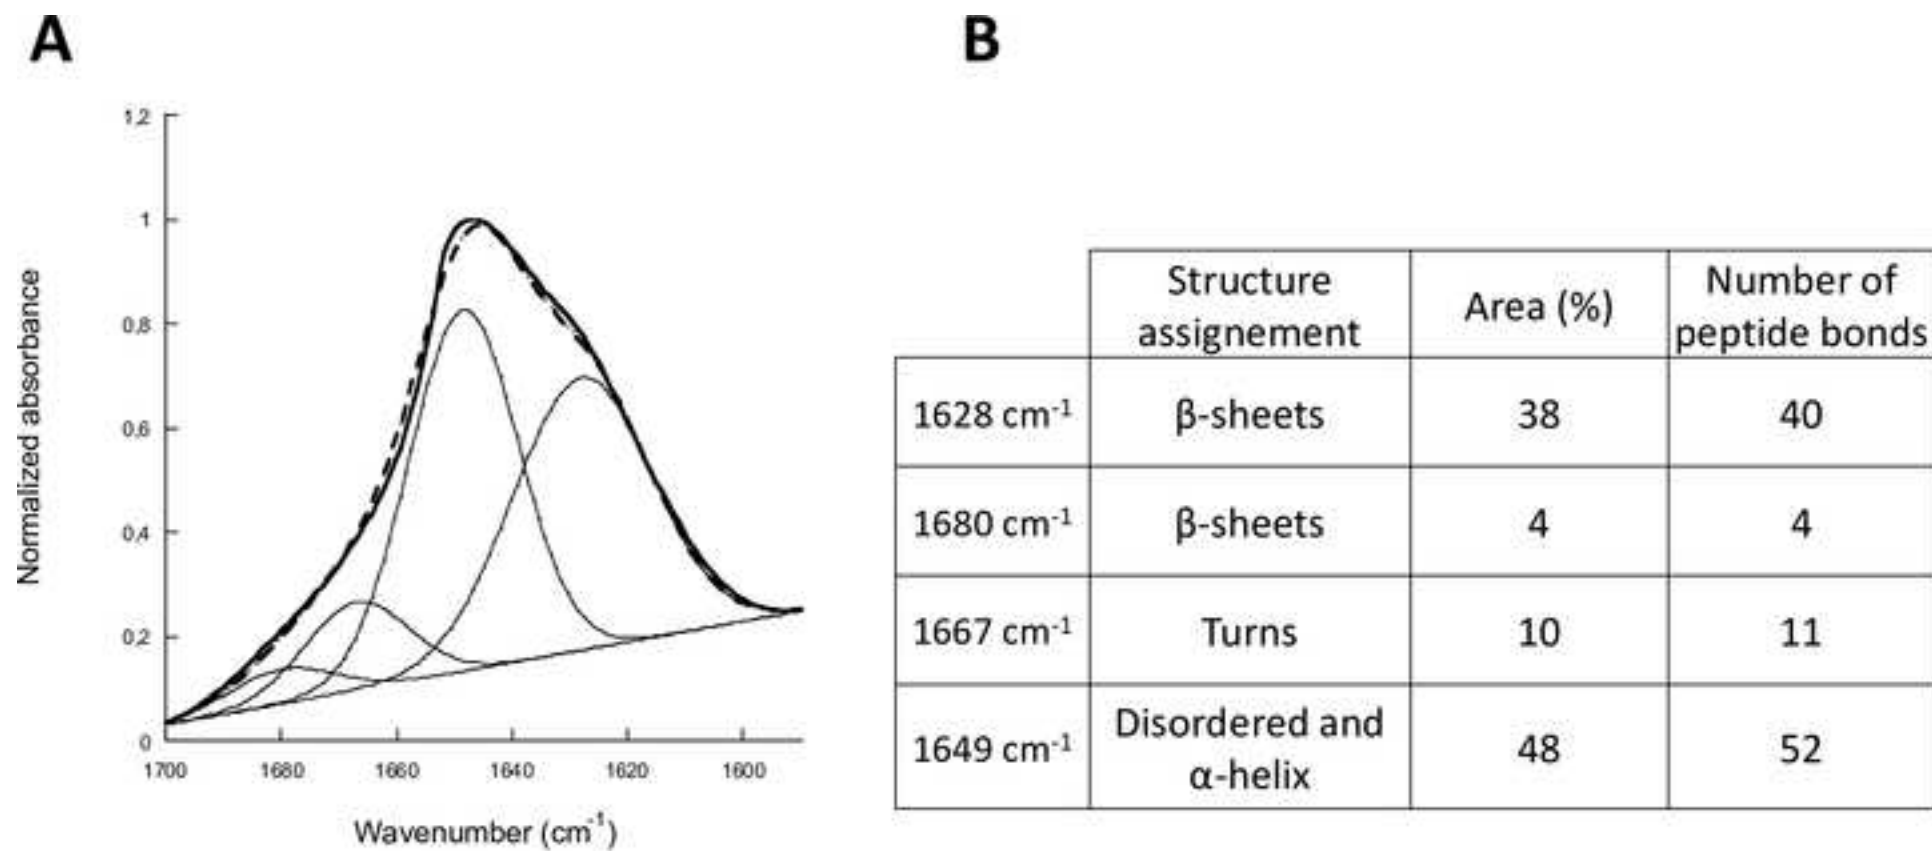 A
B
1,2
1
0,8
0,6
0,4
0,2
0
Normalized absorbance
1700 1680 1660 1640 1620 1600
Wavenumber (cm-1)
Structure assignement Area (%) Number of peptide bonds
1628 cm-1 β-sheets 38 40
1680 cm-1 β-sheets 4 4
1667 cm-1 Turns 10 11
1649 cm-1 Disordered and α-helix 48 52